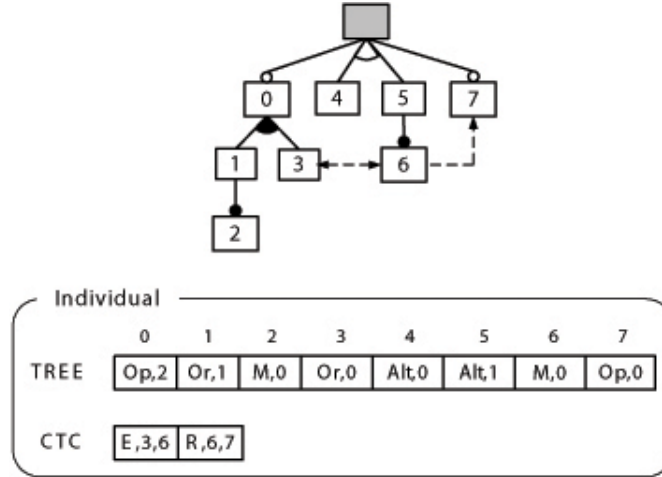 0 4 5 7
1 3 6
2
Individual
0 1 2 3 4 5 6 7
TREE Op,2 Or,1 M,0 Or,0 Alt,0 Alt,1 M,0 Op,0
CTC E,3,6 R,6,7